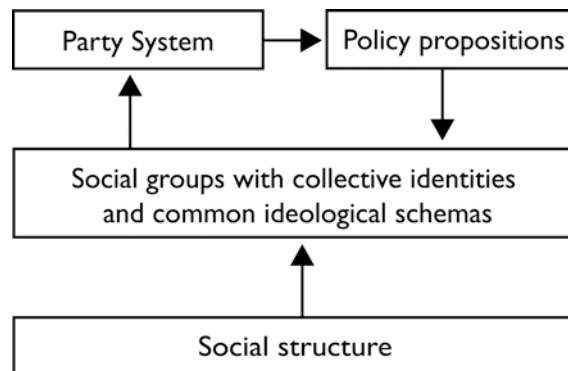 Party System
Policy propositions
Social groups with collective identities
and common ideological schemas
Social structure